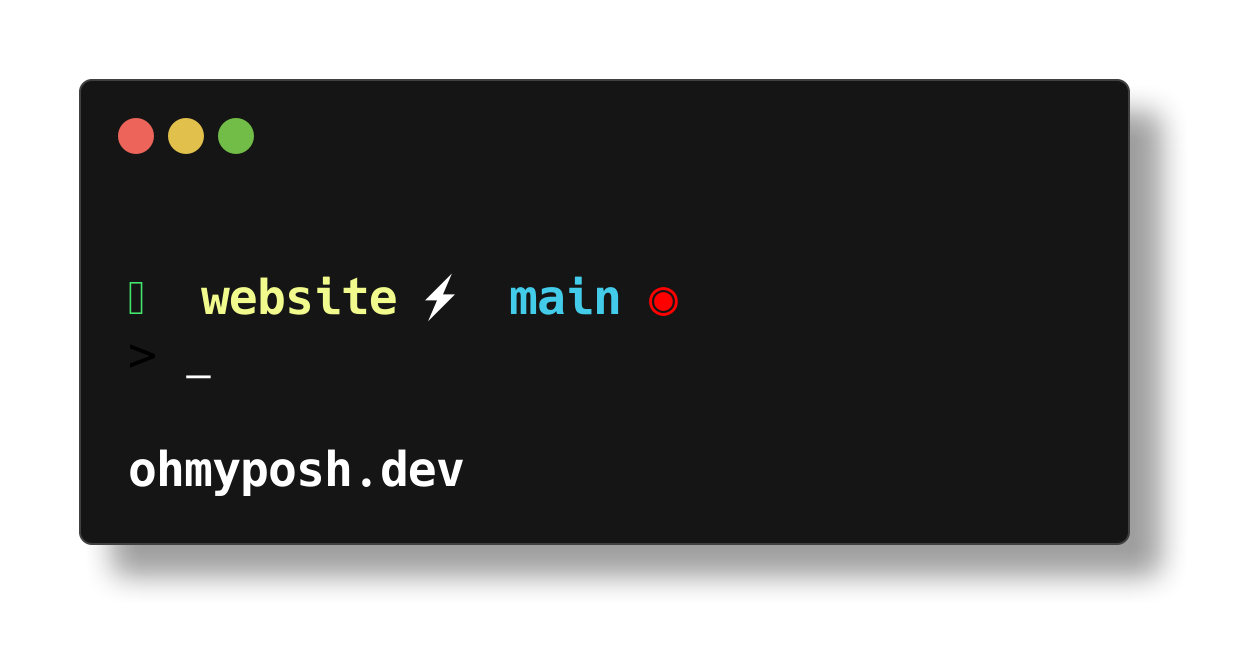 website ⚡ main ◉
> _
ohmyposh.dev